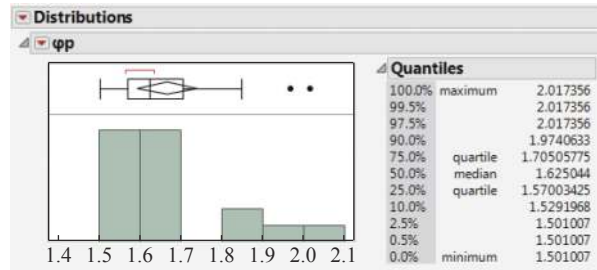 Distributions
φp
Quantiles
100.0% maximum 2.017356
99.5% 2.017356
97.5% 2.017356
90.0% 1.9740633
75.0% quartile 1.70505775
50.0% median 1.625044
25.0% quartile 1.57003425
10.0% 1.5291968
2.5% 1.501007
0.5% 1.501007
0.0% minimum 1.501007
1.4 1.5 1.6 1.7 1.8 1.9 2.0 2.1